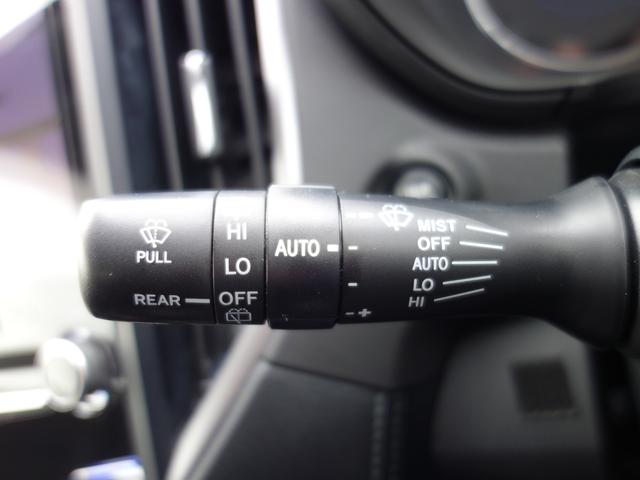 PULL
REAR
HI
LO
OFF
AUTO
- +
MIST
OFF
AUTO
LO
HI